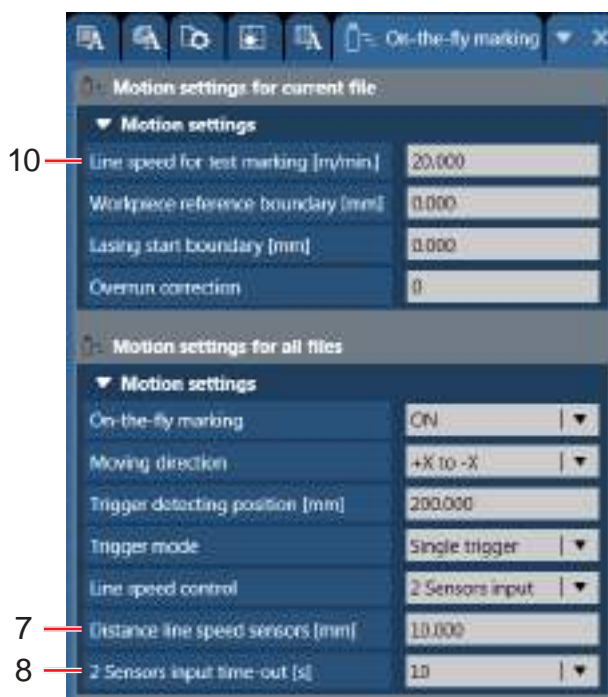 On-the-fly marking
Motion settings for current file
Motion settings
10 Line speed for test marking [m/min.] 20.000
Workpiece reference boundary [mm] 0.000
Lasing start boundary [mm] 0.000
Overrun correction 0
Motion settings for all files
Motion settings
On-the-fly marking ON
Moving direction +X to -X
Trigger detecting position [mm] 200.000
Trigger mode Single trigger
Line speed control 2 Sensors input
7 Distance line speed sensors [mm] 10.000
8 2 Sensors input time-out [s] 10